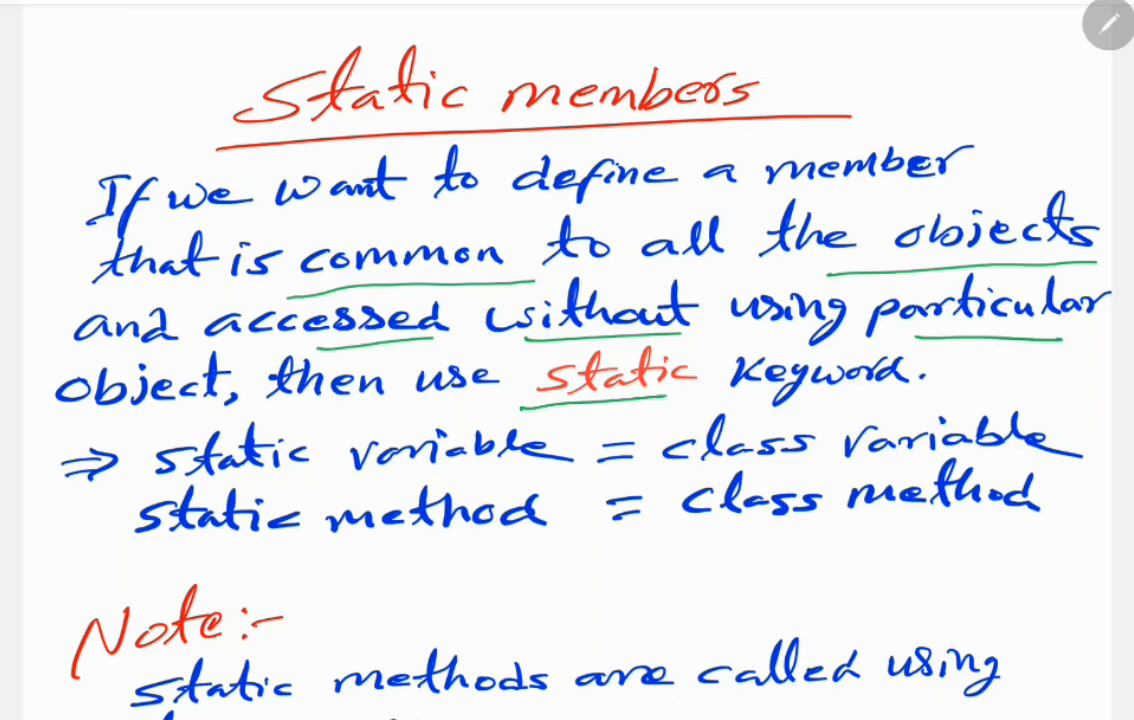 Static members
If we want to define a member
that is common to all the objects
and accessed without using particular
object, then use static keyword.
⇒ static variable = class variable
static method = class method
Note:-
static methods are called using